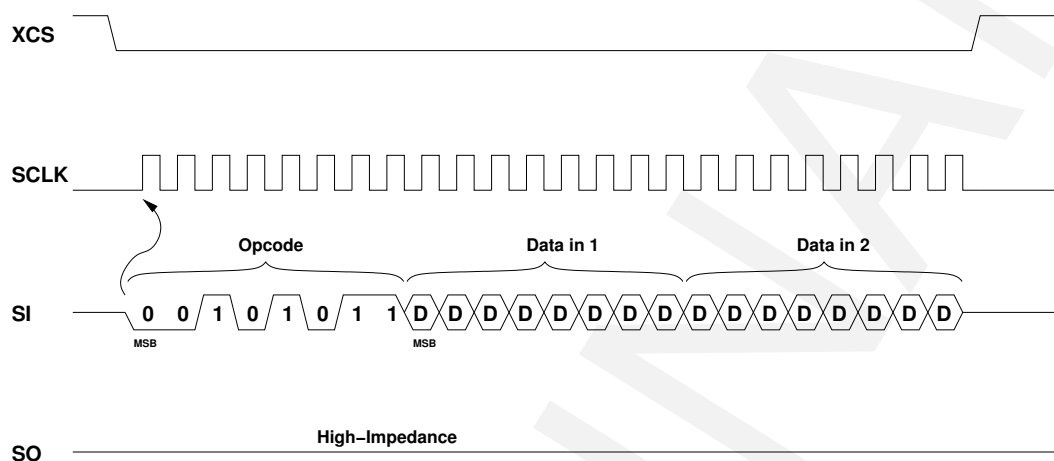 XCS
SCLK
Opcode Data in 1 Data in 2
SI 0 0 1 0 1 0 1 1 D D D D D D D D D D D D D D D D
MSB MSB
High−Impedance
SO